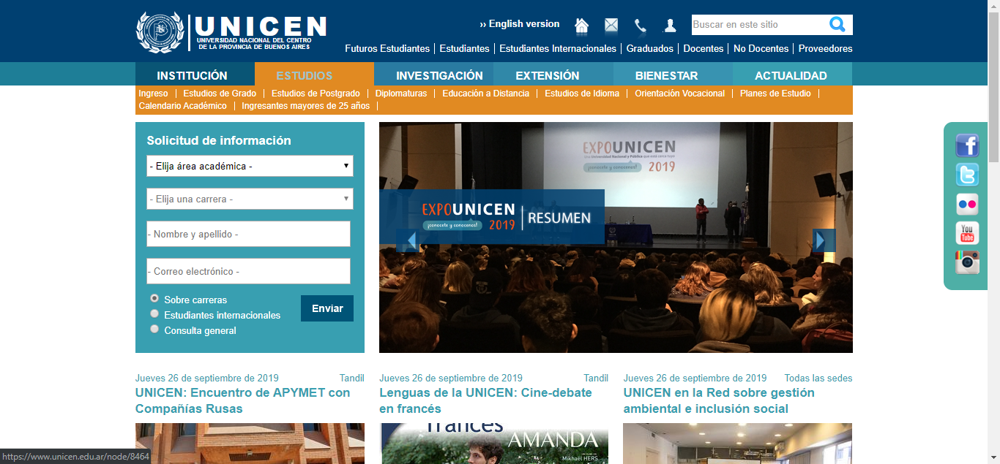 UNICEN
UNIVERSIDAD NACIONAL DEL CENTRO
DE LA PROVINCIA DE BUENOS AIRES
›› English version
Buscar en este sitio
Futuros Estudiantes | Estudiantes | Estudiantes Internacionales | Graduados | Docentes | No Docentes | Proveedores
INSTITUCIÓN ESTUDIOS INVESTIGACIÓN EXTENSIÓN BIENESTAR ACTUALIDAD
Ingreso | Estudios de Grado | Estudios de Postgrado | Diplomaturas | Educación a Distancia | Estudios de Idioma | Orientación Vocacional | Planes de Estudio |
Calendario Académico | Ingresantes mayores de 25 años |
Solicitud de información
- Elija área académica -
- Elija una carrera -
- Nombre y apellido -
- Correo electrónico -
Sobre carreras
Estudiantes internacionales
Consulta general
Enviar
EXPOUNICEN
Una Universidad Nacional y Pública que está cerca tuyo
¡conocete y conocenos! 2019
EXPOUNICEN
¡conocete y conocenos! 2019
RESUMEN
f
t
You
Tube
Jueves 26 de septiembre de 2019 Tandil
UNICEN: Encuentro de APYMET con
Compañías Rusas
Jueves 26 de septiembre de 2019 Tandil
Lenguas de la UNICEN: Cine-debate
en francés
francés
AMANDA
Mikhaël HERS
Jueves 26 de septiembre de 2019 Todas las sedes
UNICEN en la Red sobre gestión
ambiental e inclusión social
https://www.unicen.edu.ar/node/8464